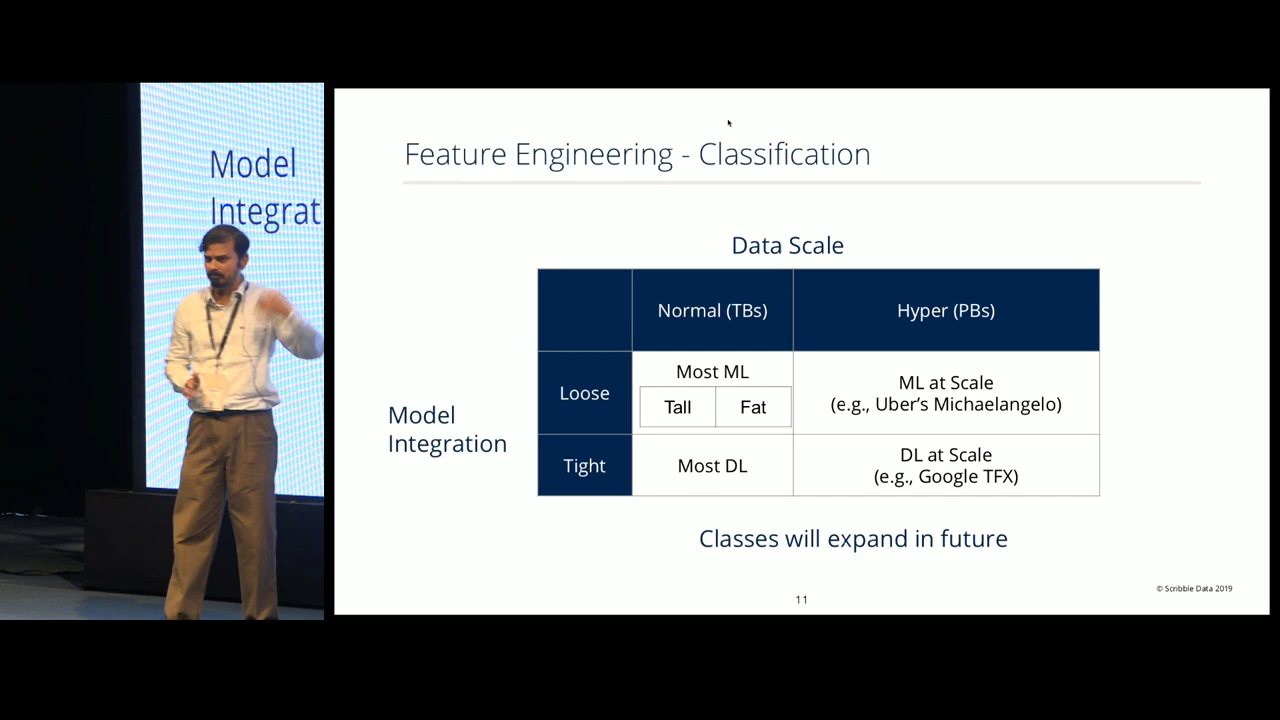 Model
Integrat
Feature Engineering - Classification
Data Scale
Normal (TBs)
Hyper (PBs)
Model
Integration
Loose
Most ML
Tall
Fat
ML at Scale
(e.g., Uber's Michaelangelo)
Tight
Most DL
DL at Scale
(e.g., Google TFX)
Classes will expand in future
© Scribble Data 2019
11